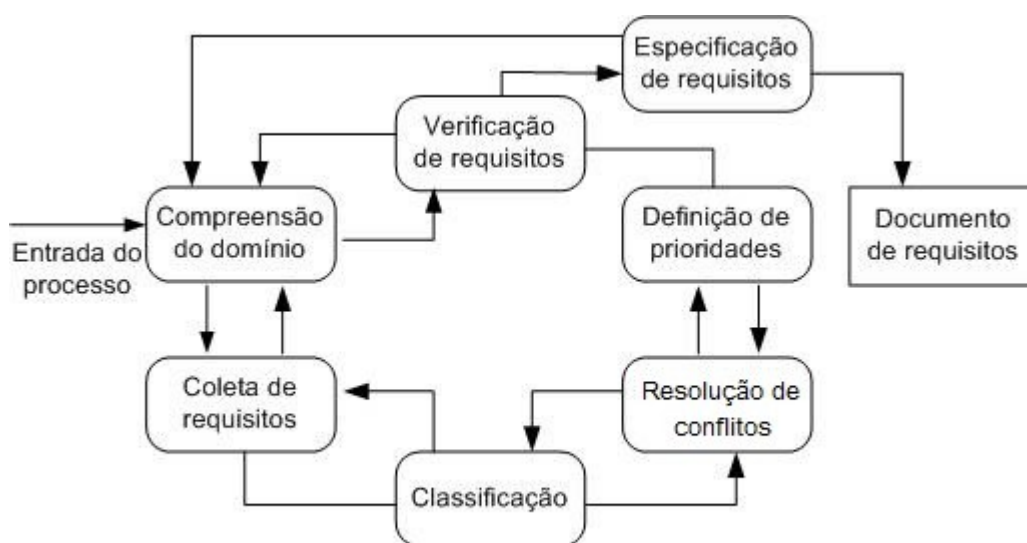 Especificação
de requisitos
Verificação
de requisitos
Compreensão
do domínio
Definição de
prioridades
Documento
de requisitos
Entrada do
processo
Coleta de
requisitos
Resolução de
conflitos
Classificação